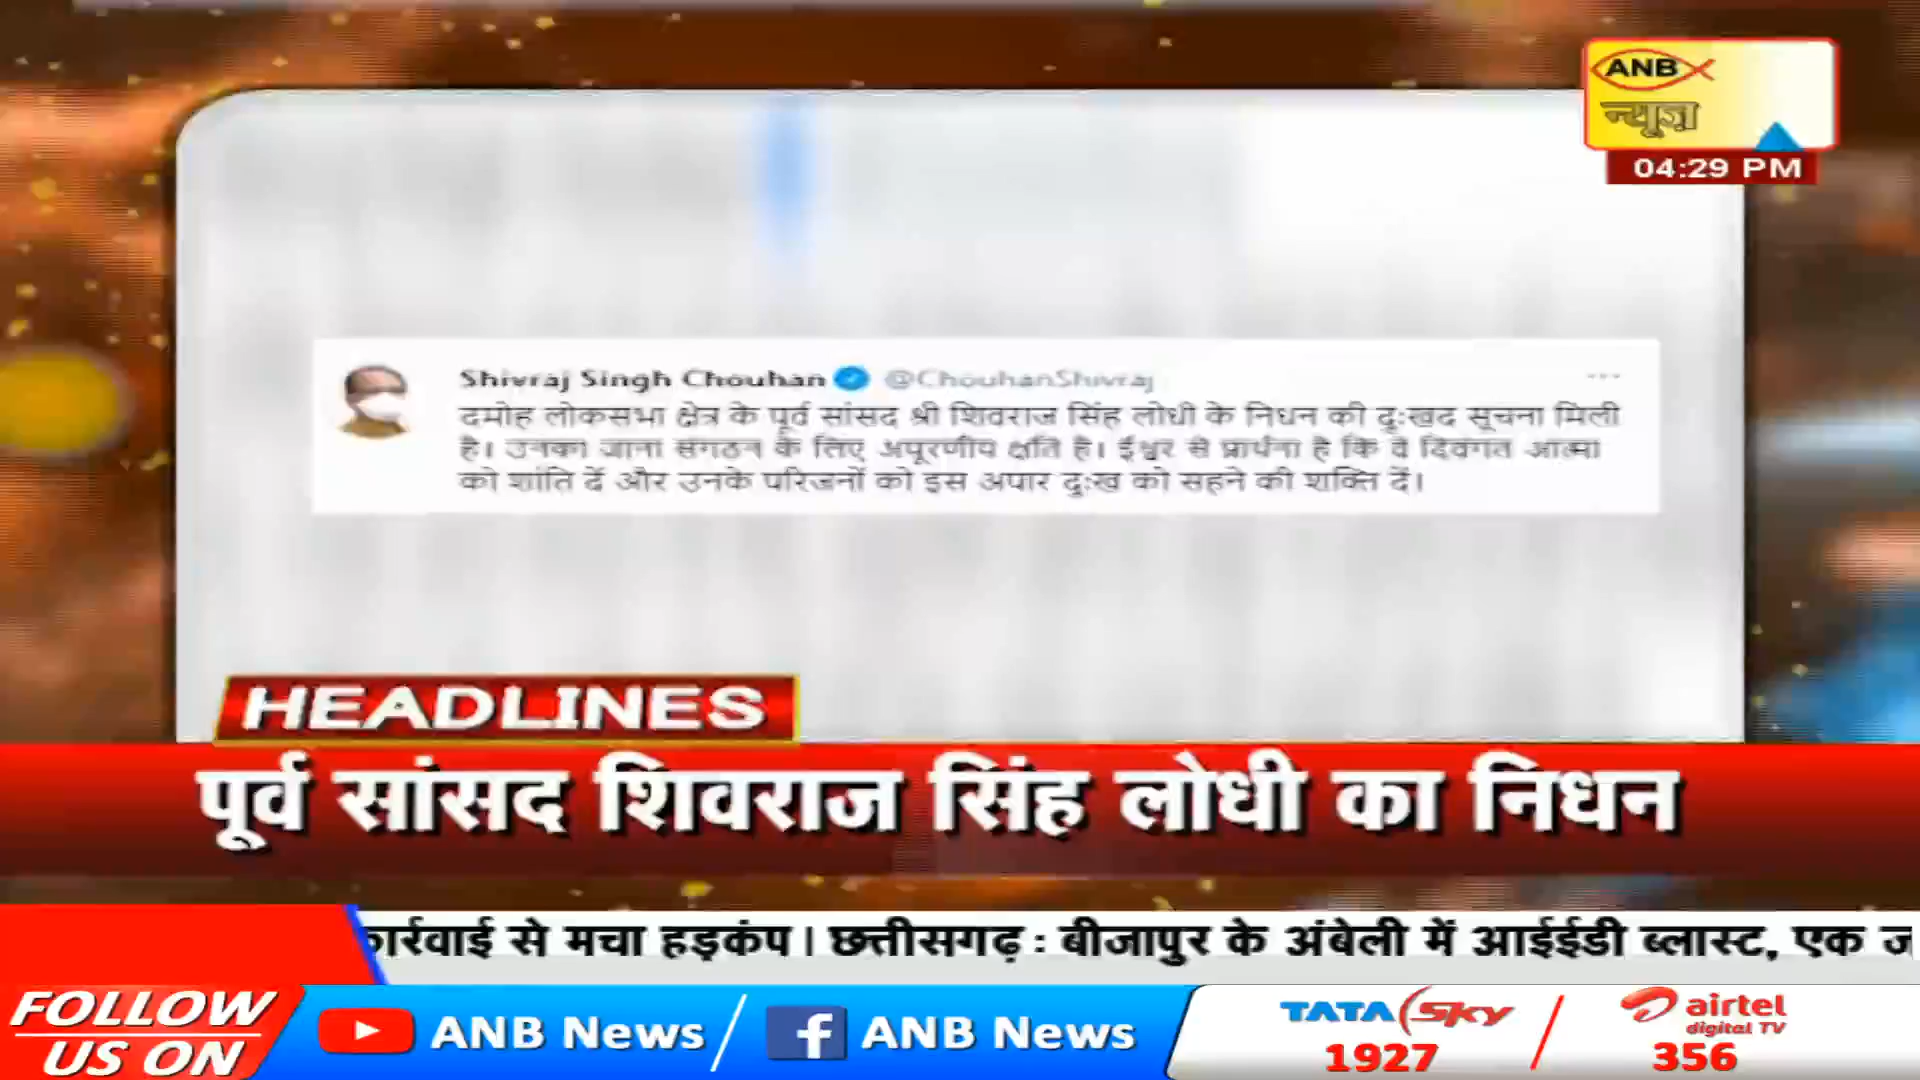 ANB
न्यूज़
04:29 PM
Shivraj Singh Chouhan @ChouhanShivraj
दमोह लोकसभा क्षेत्र के पूर्व सांसद श्री शिवराज सिंह लोधी के निधन की दुःखद सूचना मिली
है। उनका जाना संगठन के लिए अपूरणीय क्षति है। ईश्वर से प्रार्थना है कि वे दिवंगत आत्मा
को शांति दें और उनके परिजनों को इस अपार दुःख को सहने की शक्ति दें।
HEADLINES
पूर्व सांसद शिवराज सिंह लोधी का निधन
कार्रवाई से मचा हड़कंप | छत्तीसगढ़ : बीजापुर के अंबेली में आईईडी ब्लास्ट, एक
FOLLOW
US ON
ANB News
ANB News
TATA Sky
1927
airtel
digital TV
356